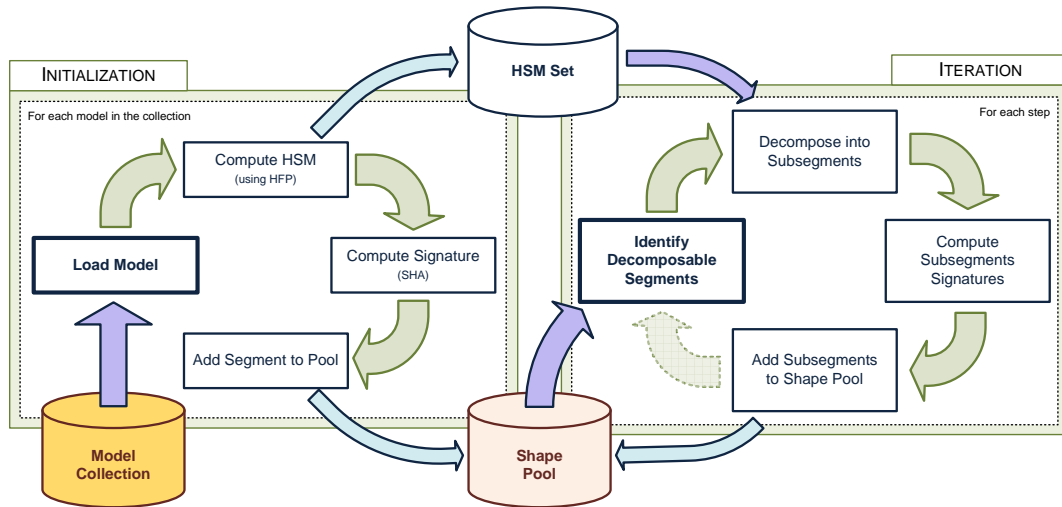 INITIALIZATION
For each model in the collection
Compute HSM
(using HFP)
Load Model
Compute Signature
(SHA)
Add Segment to Pool
Model
Collection
HSM Set
Shape
Pool
ITERATION
For each step
Decompose into
Subsegments
Identify
Decomposable
Segments
Compute
Subsegments
Signatures
Add Subsegments
to Shape Pool